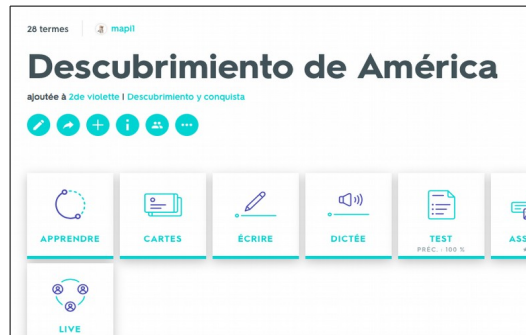 28 termes mapi1
Descubrimiento de América
ajoutée à 2de violette | Descubrimiento y conquista
APPRENDRE CARTES ÉCRIRE DICTÉE TEST ASS
PRÉC. : 100 %
LIVE